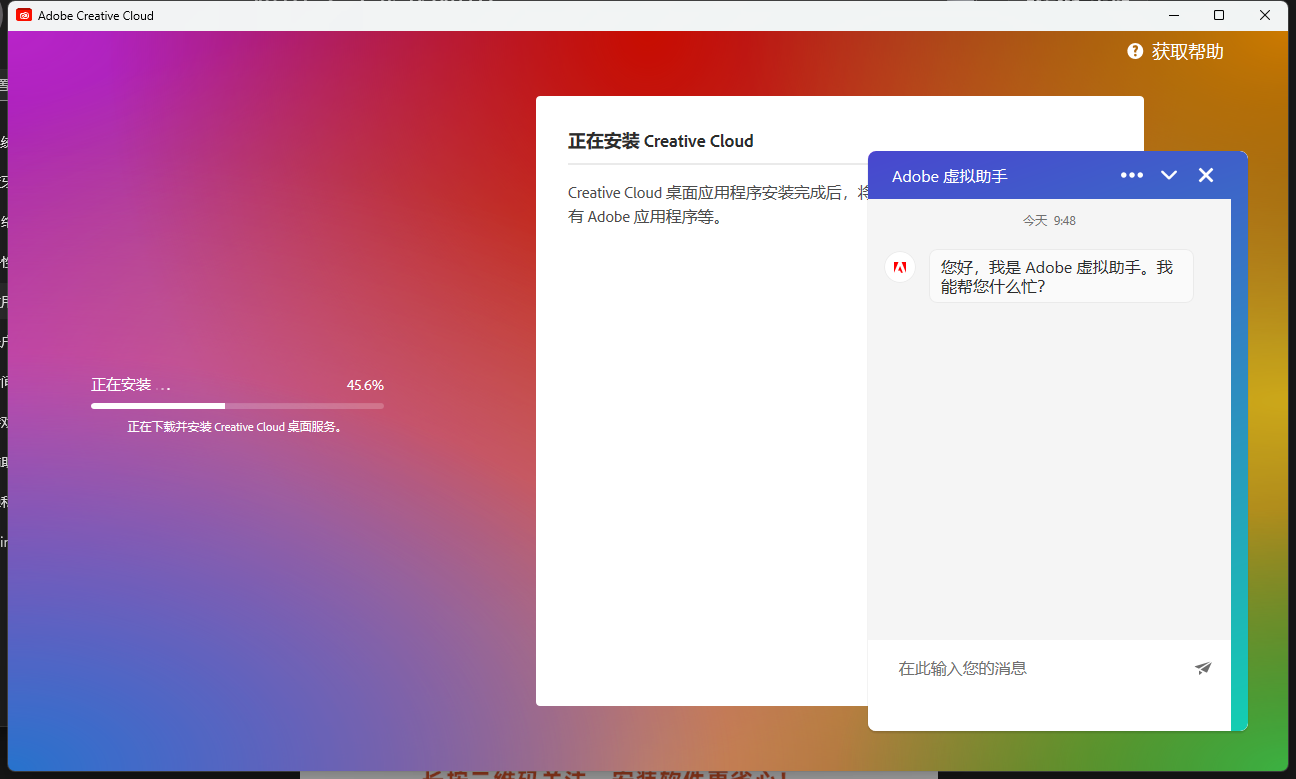 Adobe Creative Cloud
获取帮助
正在安装 Creative Cloud
Creative Cloud 桌面应用程序安装完成后，将
有 Adobe 应用程序等。
正在安装 ...
45.6%
正在下载并安装 Creative Cloud 桌面服务。
Adobe 虚拟助手
今天 9:48
您好，我是 Adobe 虚拟助手。我
能帮您什么忙？
在此输入您的消息